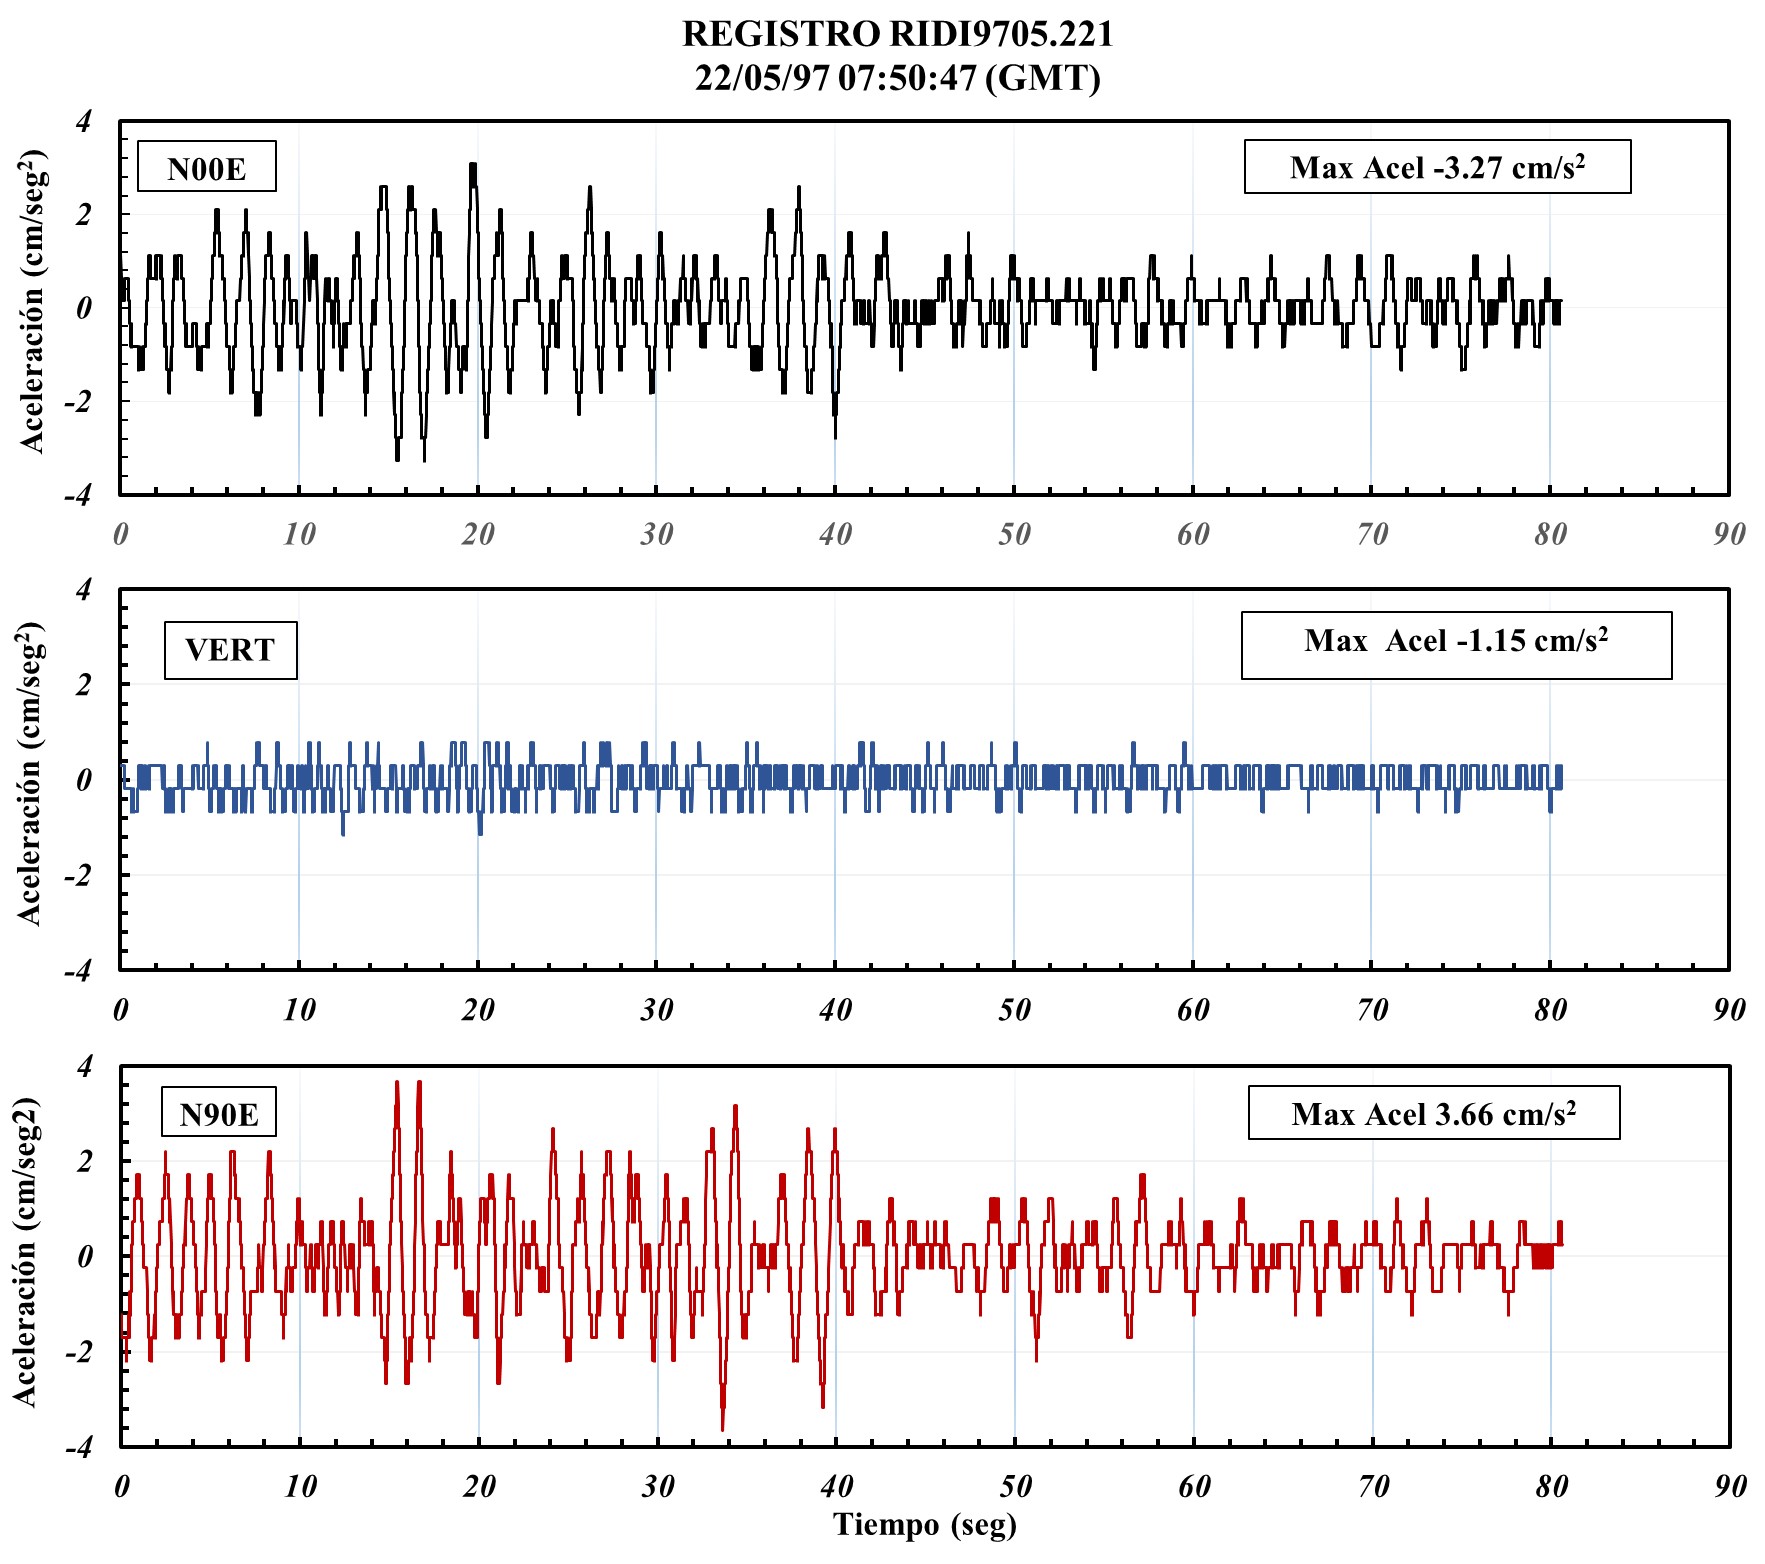 REGISTRO RIDI9705.221
22/05/97 07:50:47 (GMT)
Aceleración (cm/seg²)
4
2
0
-2
-4
N00E
Max Acel -3.27 cm/s²
0 10 20 30 40 50 60 70 80 90
Aceleración (cm/seg²)
4
2
0
-2
-4
VERT
Max Acel -1.15 cm/s²
0 10 20 30 40 50 60 70 80 90
Aceleración (cm/seg2)
4
2
0
-2
-4
N90E
Max Acel 3.66 cm/s²
0 10 20 30 40 50 60 70 80 90
Tiempo (seg)